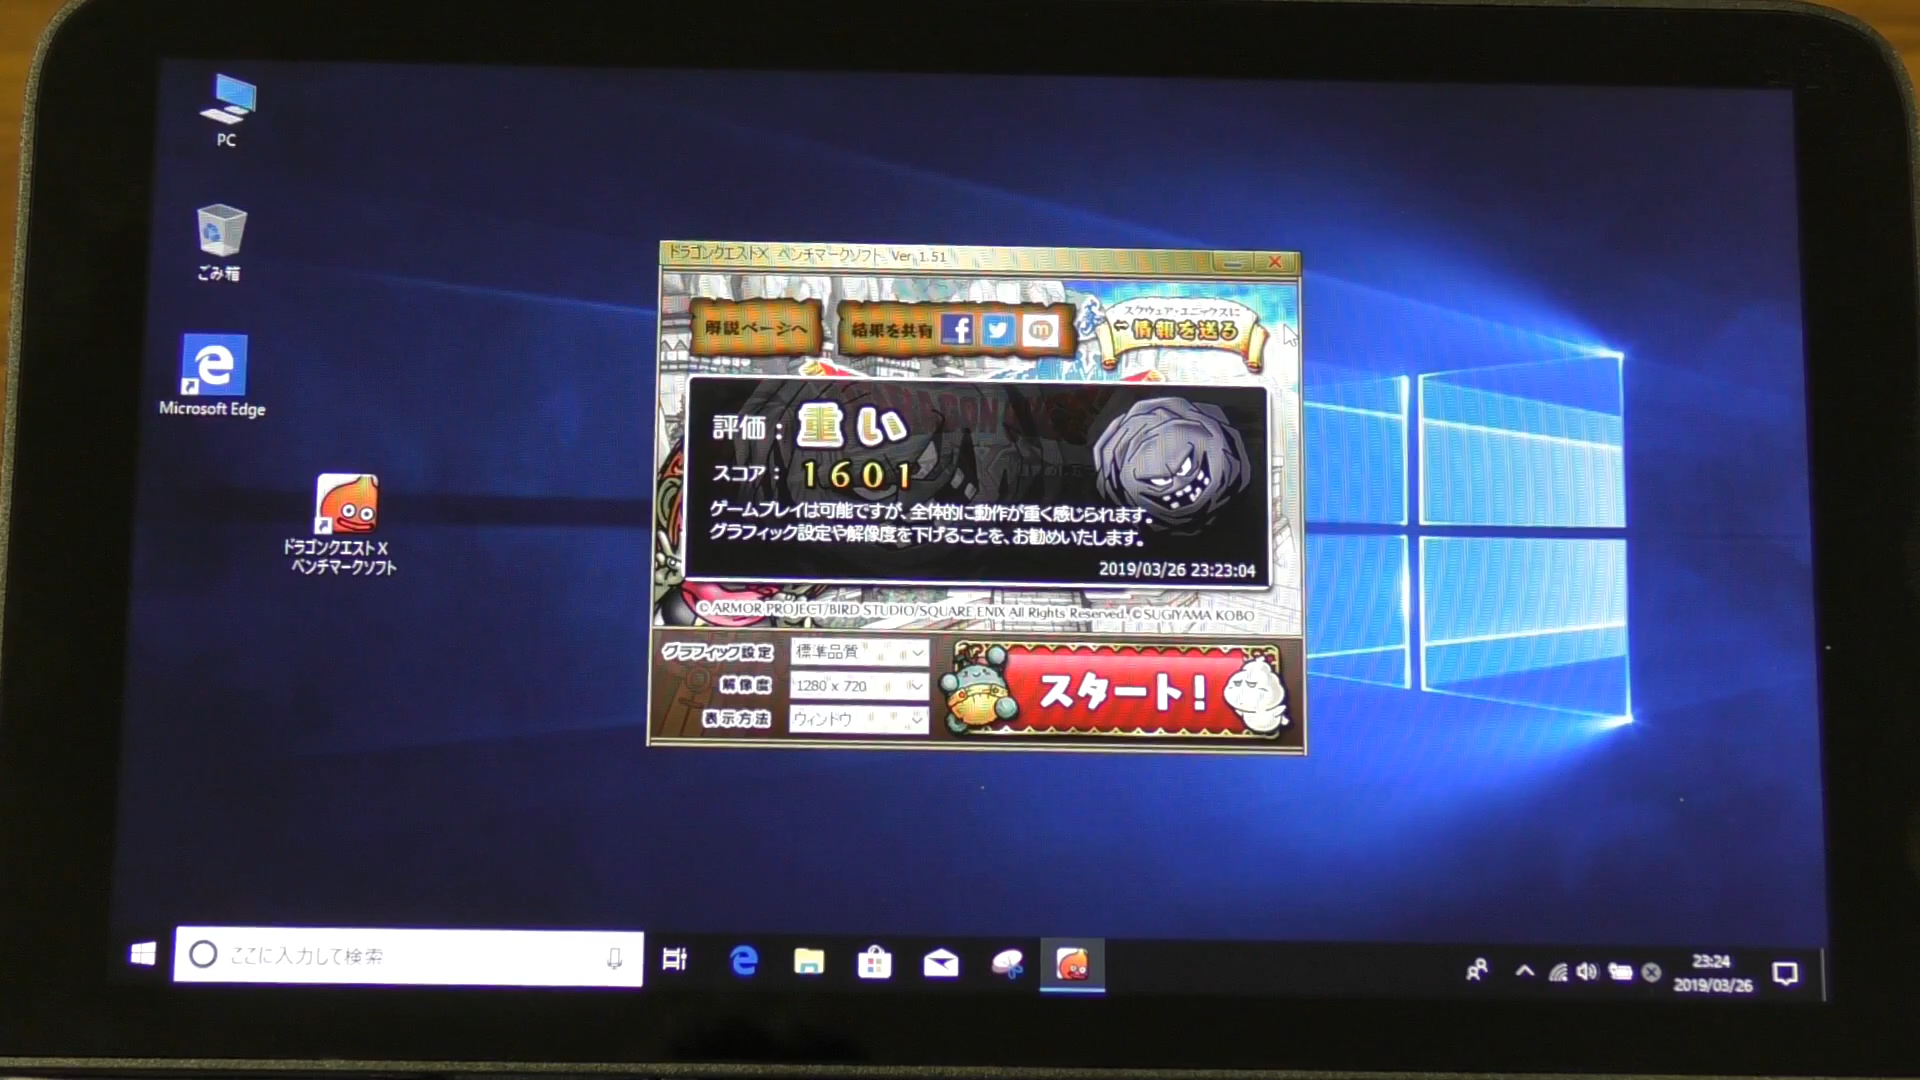 PC
ごみ箱
Microsoft Edge
ドラゴンクエストX
ベンチマークソフト
ドラゴンクエストX ベンチマークソフト Ver 1.51
解説ページへ
結果を共有
スクウェア・エニックスに
情報を送る
評価：重い
スコア：1601
ゲームプレイは可能ですが、全体的に動作が重く感じられます。
グラフィック設定や解像度を下げることを、お勧めいたします。
2019/03/26 23:23:04
© ARMOR PROJECT/BIRD STUDIO/SQUARE ENIX All Rights Reserved. ©SUGIYAMA KOBO
グラフィック設定 標準品質
解像度 1280 x 720
表示方法 ウィンドウ
スタート！
ここに入力して検索
23:24
2019/03/26